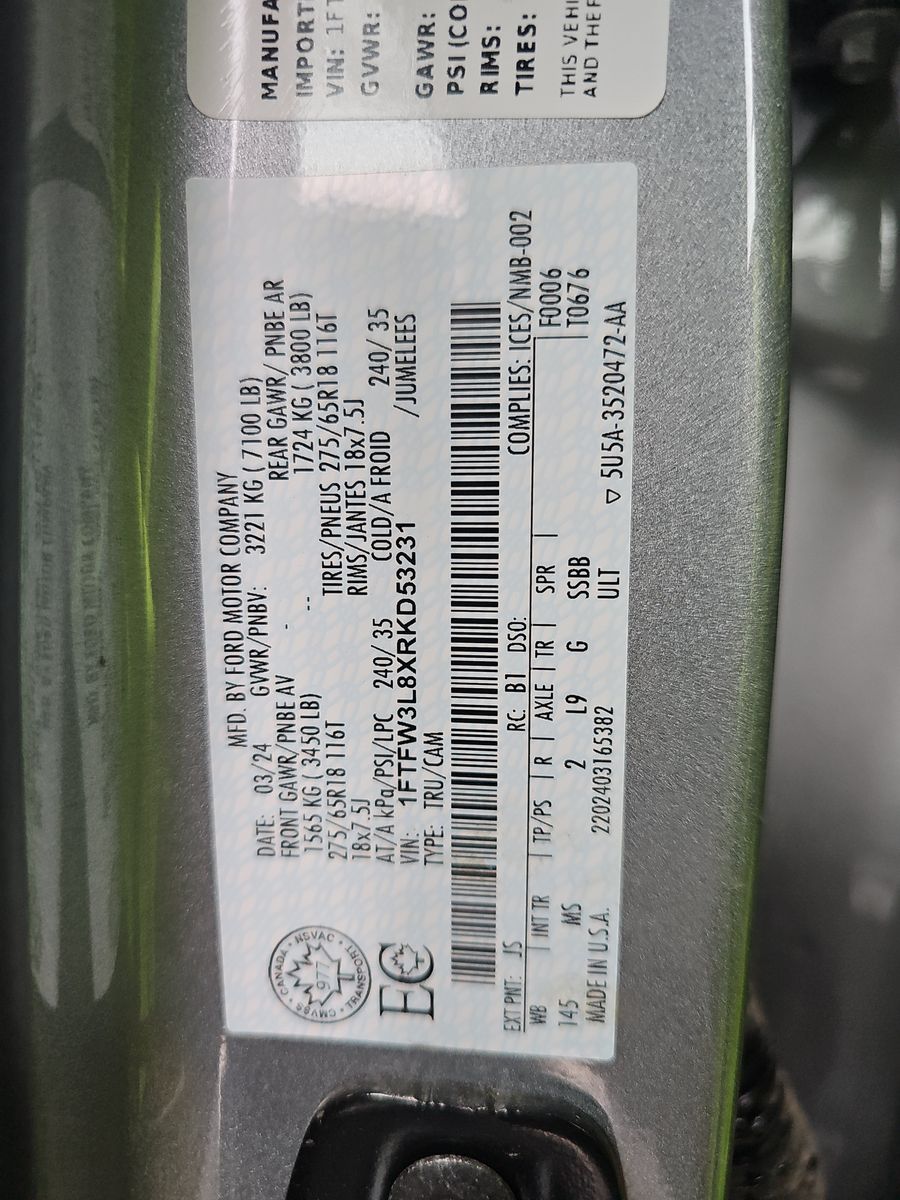 MFD. BY FORD MOTOR COMPANY
DATE: 03/24 GVWR/PNBV: 3221 KG ( 7100 LB)
FRONT GAWR/PNBE AV - REAR GAWR/ PNBE AR
1565 KG ( 3450 LB) -- 1724 KG ( 3800 LB)
275/65R18 116T TIRES/PNEUS 275/65R18 116T
18x7.5J RIMS/JANTES 18x7.5J
AT/A kPa/PSI/LPC 240/ 35 COLD/A FROID 240/ 35
VIN: 1FTFW3L8XRKD53231 /JUMELEES
TYPE: TRU/CAM
CANADA • NSVAC • TRANSPORT • CMVSS •
977
EC
COMPLIES: ICES/NMB-002
EXT PNT: JS RC: B1 DSO: F0006
WB | INT TR | TP/PS | R | AXLE | TR | SPR | T0676
145 MS 2 L9 G SSBB
MADE IN U.S.A. 2202403165382 ULT ▽ 5U5A-3520472-AA
MANUFA
IMPORT
VIN: 1FT
GVWR:
GAWR:
PSI(CO
RIMS:
TIRES:
THIS VEHI
AND THEF